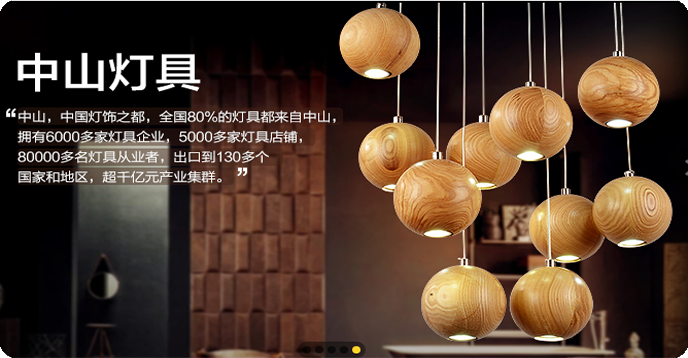 中山灯具
“中山，中国灯饰之都，全国80%的灯具都来自中山，
拥有6000多家灯具企业，5000多家灯具店铺，
80000多名灯具从业者，出口到130多个
国家和地区，超千亿元产业集群。”